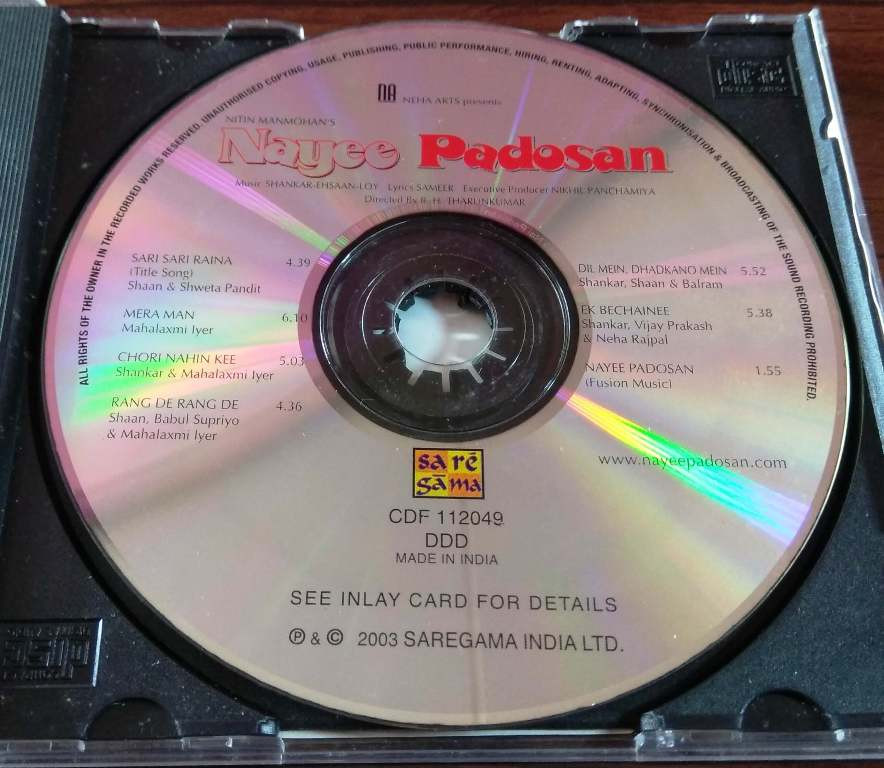 NEHA ARTS presents
NITIN MANMOHAN'S
Nayee Padosan
Music SHANKAR-EHSAAN-LOY Lyrics SAMEER Executive Producer NIKHIL PANCHAMIYA
Directed By B. H. THARUNKUMAR
SARI SARI RAINA 4.39
(Title Song)
Shaan & Shweta Pandit
MERA MAN 6.10
Mahalaxmi Iyer
CHORI NAHIN KEE 5.03
Shankar & Mahalaxmi Iyer
RANG DE RANG DE 4.36
Shaan, Babul Supriyo
& Mahalaxmi Iyer
DIL MEIN, DHADKANO MEIN 5.52
Shankar, Shaan & Balram
EK BECHAINEE 5.38
Shankar, Vijay Prakash
& Neha Rajpal
NAYEE PADOSAN 1.55
(Fusion Music)
www.nayeepadosan.com
sa rē
gā ma
CDF 112049
DDD
MADE IN INDIA
SEE INLAY CARD FOR DETAILS
℗ & © 2003 SAREGAMA INDIA LTD.
ALL RIGHTS OF THE OWNER IN THE RECORDED WORKS RESERVED. UNAUTHORISED COPYING, USAGE, PUBLISHING, PUBLIC PERFORMANCE, HIRING, RENTING, ADAPTING, SYNCHRONISATION & BROADCASTING OF THE SOUND RECORDING PROHIBITED.